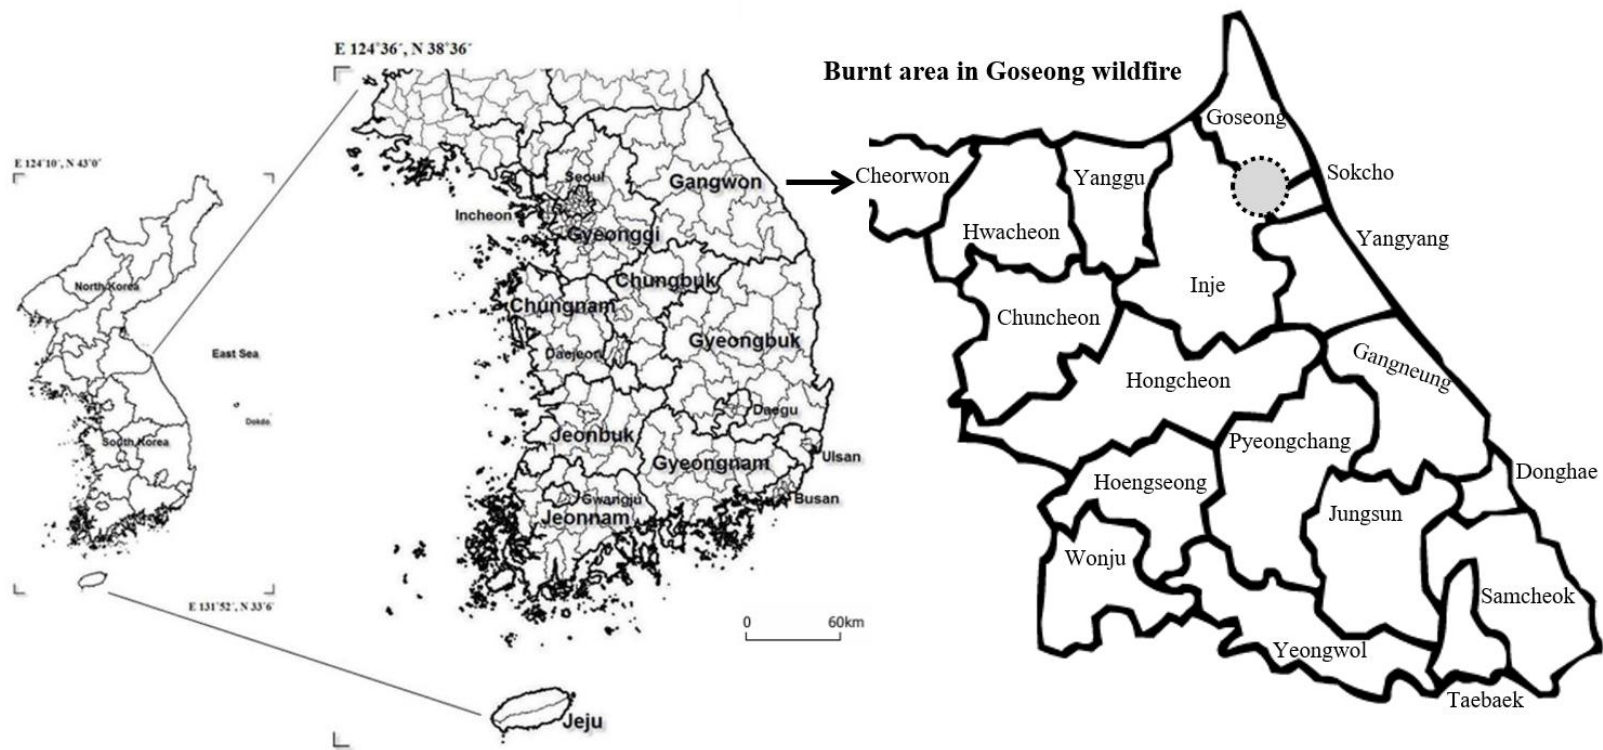 E 124°10′, N 43′0′
North Korea
East Sea
Dokdo
South Korea
E 131°52′, N 33′6′
E 124°36′, N 38°36′
Seoul
Gangwon
Incheon
Gyeonggi
Chungbuk
Chungnam
Gyeongbuk
Daejeon
Daegu
Jeonbuk
Gyeongnam
Ulsan
Gwangju
Busan
Jeonnam
0 60km
Jeju
Burnt area in Goseong wildfire
Goseong
Cheorwon
Yanggu
Sokcho
Hwacheon
Yangyang
Inje
Chuncheon
Gangneung
Hongcheon
Pyeongchang
Hoengseong
Donghae
Jungsun
Wonju
Samcheok
Yeongwol
Taebaek